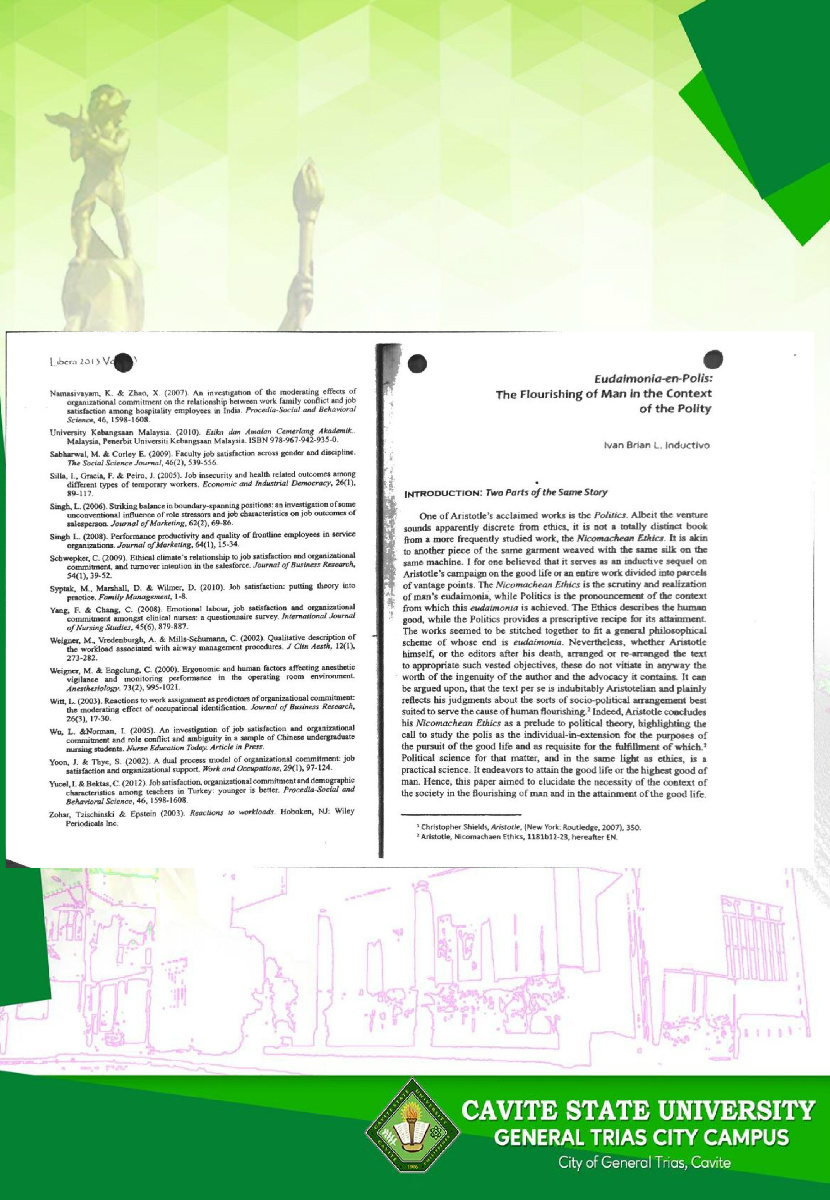 Libera 2013 Vo
Namasivayam, K. & Zhao, X. (2007). An investigation of the moderating effects of
organizational commitment on the relationship between work family conflict and job
satisfaction among hospitality employees in India. Procedia-Social and Behavioral
Science, 46, 1598-1608.
University Kebangsaan Malaysia. (2010). Etika dan Amalan Cemerlang Akademik..
Malaysia, Penerbit Universiti Kebangsaan Malaysia. ISBN 978-967-942-935-0.
Sabharwal, M. & Corley E. (2009). Faculty job satisfaction across gender and discipline.
The Social Science Journal, 46(2), 539-556.
Silla, I., Gracia, F. & Peiro, J. (2005). Job insecurity and health related outcomes among
different types of temporary workers. Economic and Industrial Democracy, 26(1),
89-117.
Singh, L. (2006). Striking balance in boundary-spanning positions: an investigation of some
unconventional influence of role stressors and job characteristics on job outcomes of
salesperson. Journal of Marketing, 62(2), 69-86.
Singh L. (2008). Performance productivity and quality of frontline employees in service
organizations. Journal of Marketing, 64(1), 15-34.
Schwepker, C. (2009). Ethical climate's relationship to job satisfaction and organizational
commitment, and turnover intention in the salesforce. Journal of Business Research,
54(1), 39-52.
Syptak, M., Marshall, D. & Wilmer, D. (2010). Job satisfaction: putting theory into
practice. Family Management, 1-8.
Yang, F. & Chang, C. (2008). Emotional labour, job satisfaction and organizational
commitment amongst clinical nurses: a questionnaire survey. International Journal
of Nursing Studies, 45(6), 879-887.
Weigner, M., Vredenburgh, A. & Mills-Schumann, C. (2002). Qualitative description of
the workload associated with airway management procedures. J Clin Aesth, 12(1),
273-282.
Weigner, M. & Engelung, C. (2000). Ergonomic and human factors affecting anesthetic
vigilance and monitoring performance in the operating room environment.
Anesthesiology. 73(2), 995-1021.
Witt, L. (2003). Reactions to work assignment as predictors of organizational commitment:
the moderating effect of occupational identification. Journal of Business Research,
26(3), 17-30.
Wu, L. &Norman, I. (2005). An investigation of job satisfaction and organizational
commitment and role conflict and ambiguity in a sample of Chinese undergraduate
nursing students. Nurse Education Today. Article in Press.
Yoon, J. & Thye, S. (2002). A dual process model of organizational commitment: job
satisfaction and organizational support. Work and Occupations, 29(1), 97-124.
Yucel, I. & Bektas, C. (2012). Job satisfaction, organizational commitment and demographic
characteristics among teachers in Turkey: younger is better. Procedia-Social and
Behavioral Science, 46, 1598-1608.
Zohar, Tzischinski & Epstein (2003). Reactions to workloads. Hoboken, NJ: Wiley
Periodicals Inc.
Eudaimonia-en-Polis:
The Flourishing of Man in the Context
of the Polity
Ivan Brian L. Inductivo
INTRODUCTION: Two Parts of the Same Story
One of Aristotle's acclaimed works is the Politics. Albeit the venture
sounds apparently discrete from ethics, it is not a totally distinct book
from a more frequently studied work, the Nicomachean Ethics. It is akin
to another piece of the same garment weaved with the same silk on the
same machine. I for one believed that it serves as an inductive sequel on
Aristotle's campaign on the good life or an entire work divided into parcels
of vantage points. The Nicomachean Ethics is the scrutiny and realization
of man's eudaimonia, while Politics is the pronouncement of the context
from which this eudaimonia is achieved. The Ethics describes the human
good, while the Politics provides a prescriptive recipe for its attainment.
The works seemed to be stitched together to fit a general philosophical
scheme of whose end is eudaimonia. Nevertheless, whether Aristotle
himself, or the editors after his death, arranged or re-arranged the text
to appropriate such vested objectives, these do not vitiate in anyway the
worth of the ingenuity of the author and the advocacy it contains. It can
be argued upon, that the text per se is indubitably Aristotelian and plainly
reflects his judgments about the sorts of socio-political arrangement best
suited to serve the cause of human flourishing.¹ Indeed, Aristotle concludes
his Nicomachean Ethics as a prelude to political theory, highlighting the
call to study the polis as the individual-in-extension for the purposes of
the pursuit of the good life and as requisite for the fulfillment of which.²
Political science for that matter, and in the same light as ethics, is a
practical science. It endeavors to attain the good life or the highest good of
man. Hence, this paper aimed to elucidate the necessity of the context of
the society in the flourishing of man and in the attainment of the good life.
¹ Christopher Shields, Aristotle, (New York: Routledge, 2007), 350.
² Aristotle, Nicomachaen Ethics, 1181b12-23, hereafter EN.
CAVITE STATE UNIVERSITY
GENERAL TRIAS CITY CAMPUS
City of General Trias, Cavite